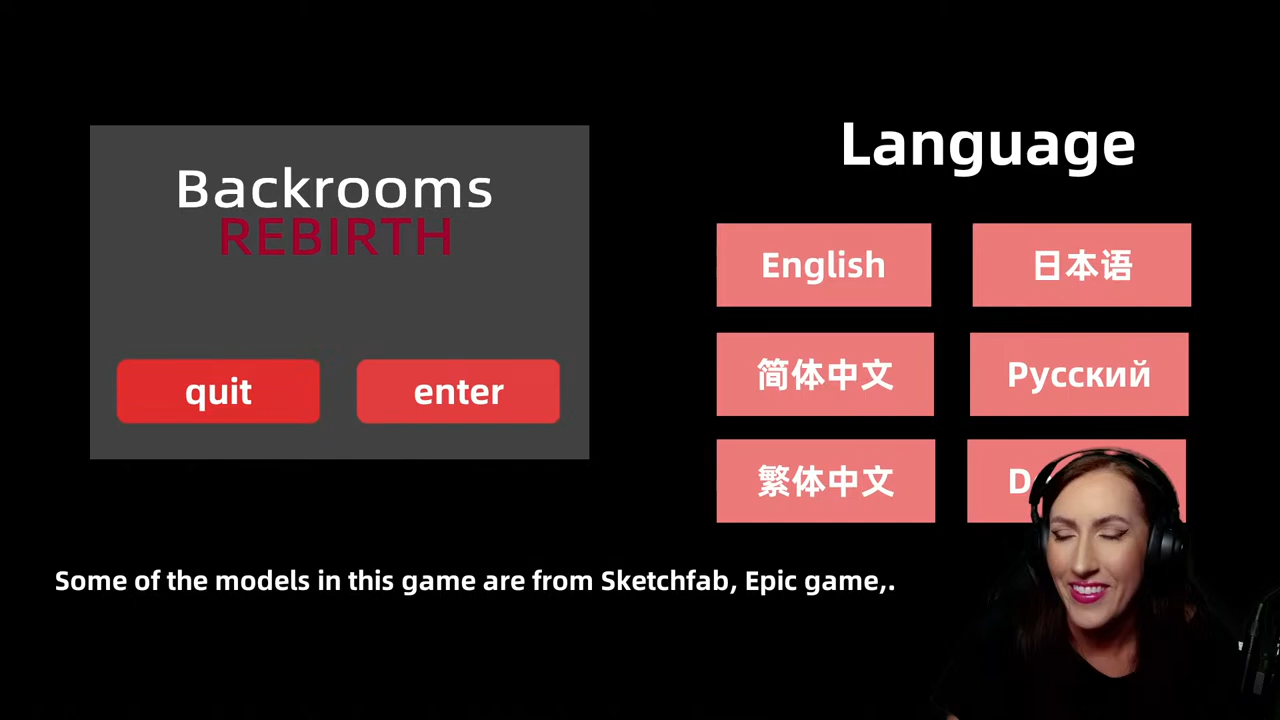 Backrooms
REBIRTH
quit
enter
Language
English
日本语
简体中文
Русский
繁体中文
Some of the models in this game are from Sketchfab, Epic game,.